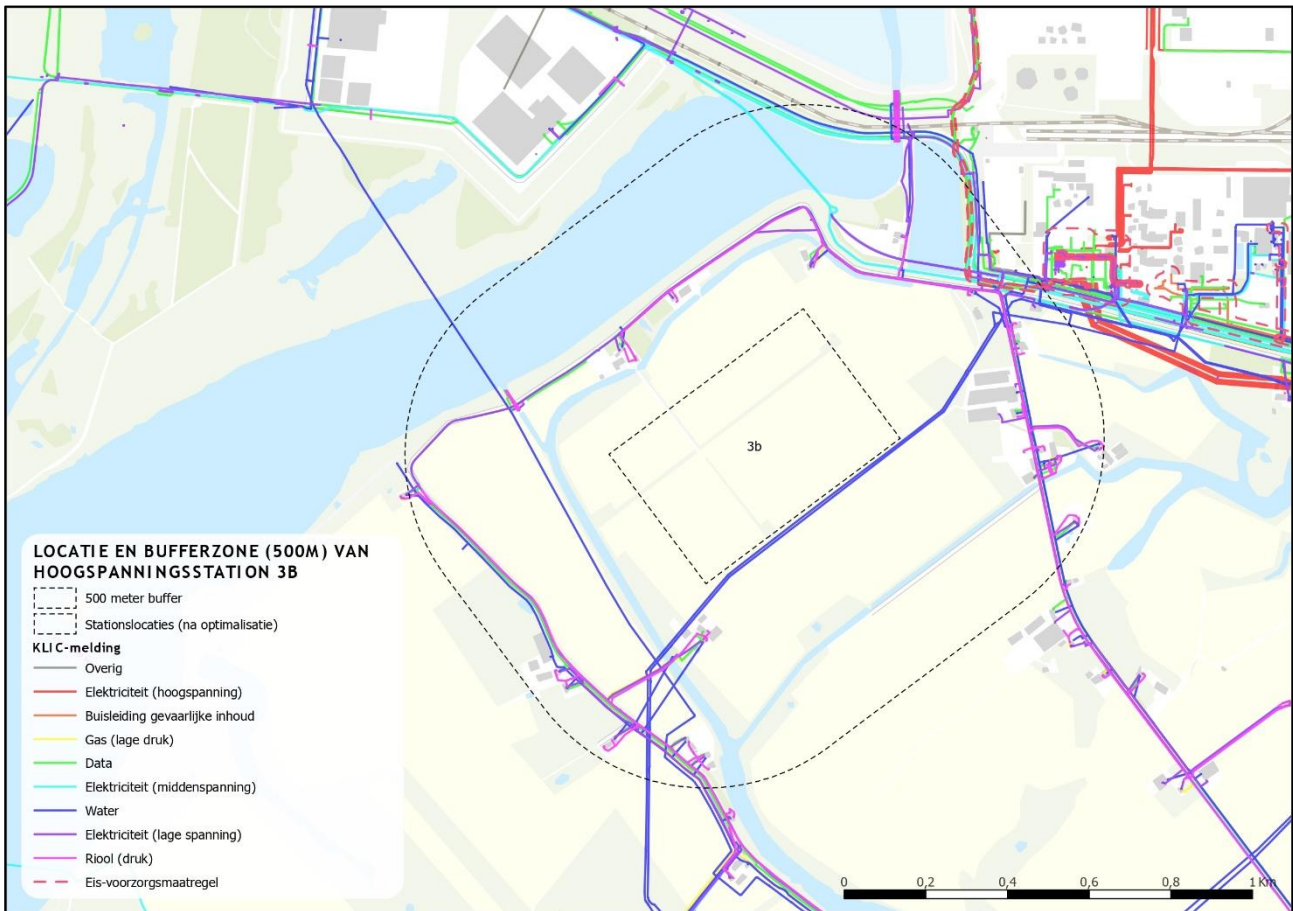 3b
LOCATIE EN BUFFERZONE (500M) VAN
HOOGSPANNINGSSTATION 3B
500 meter buffer
Stationslocaties (na optimalisatie)
KLIC-melding
Overig
Elektriciteit (hoogspanning)
Buisleiding gevaarlijke inhoud
Gas (lage druk)
Data
Elektriciteit (middenspanning)
Water
Elektriciteit (lage spanning)
Riool (druk)
Eis-voorzorgsmaatregel
0 0,2 0,4 0,6 0,8 1 Km